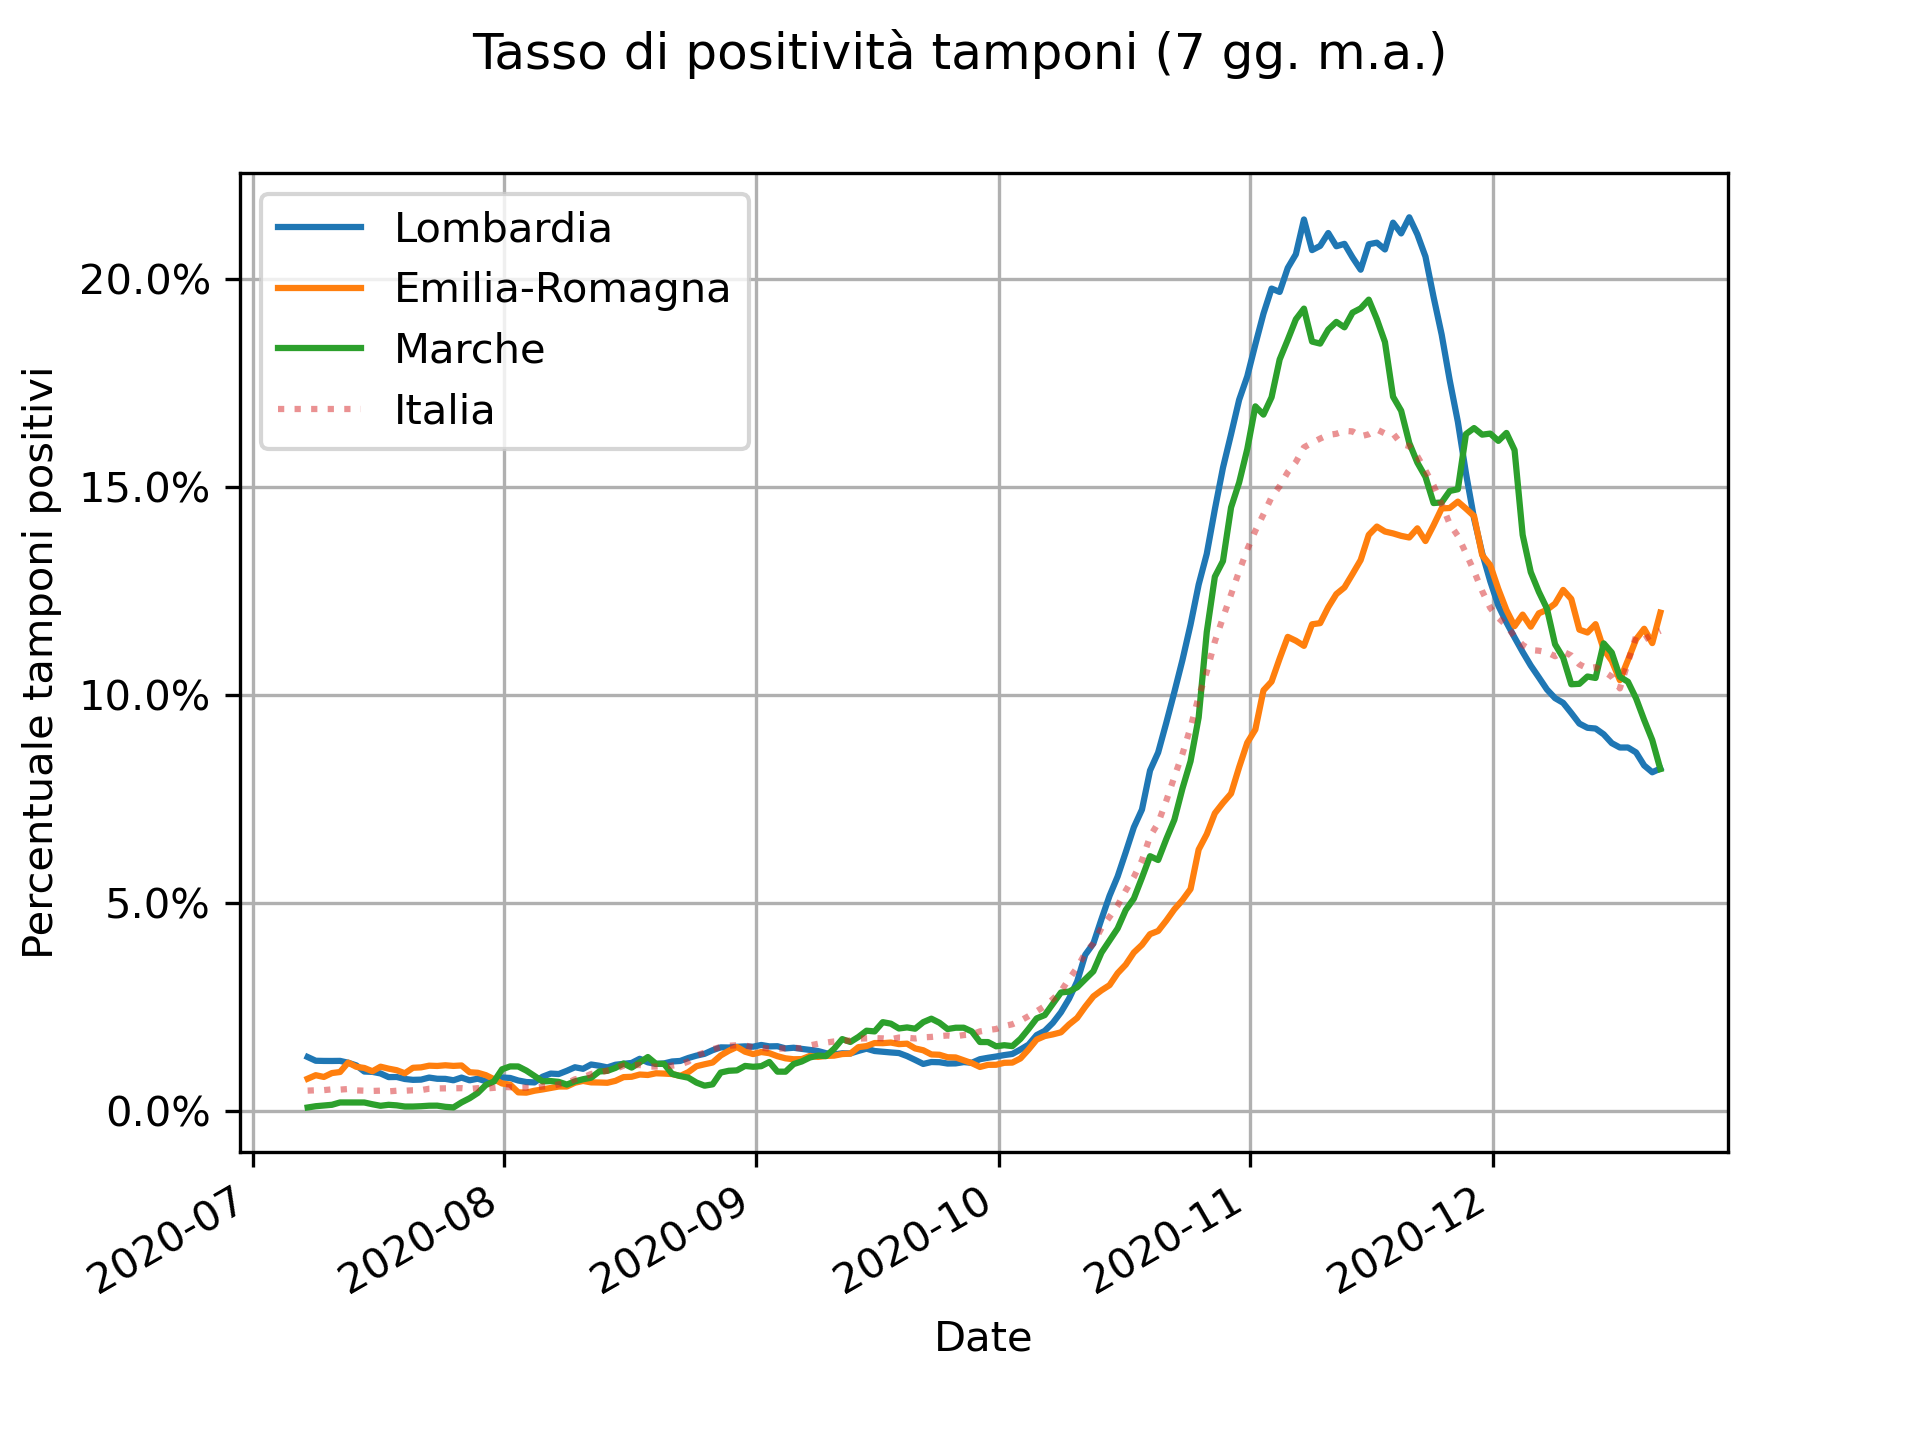 Tasso di positività tamponi (7 gg. m.a.)
Lombardia
Emilia-Romagna
Marche
Italia
20.0%
15.0%
10.0%
5.0%
0.0%
Percentuale tamponi positivi
2020-07
2020-08
2020-09
2020-10
2020-11
2020-12
Date